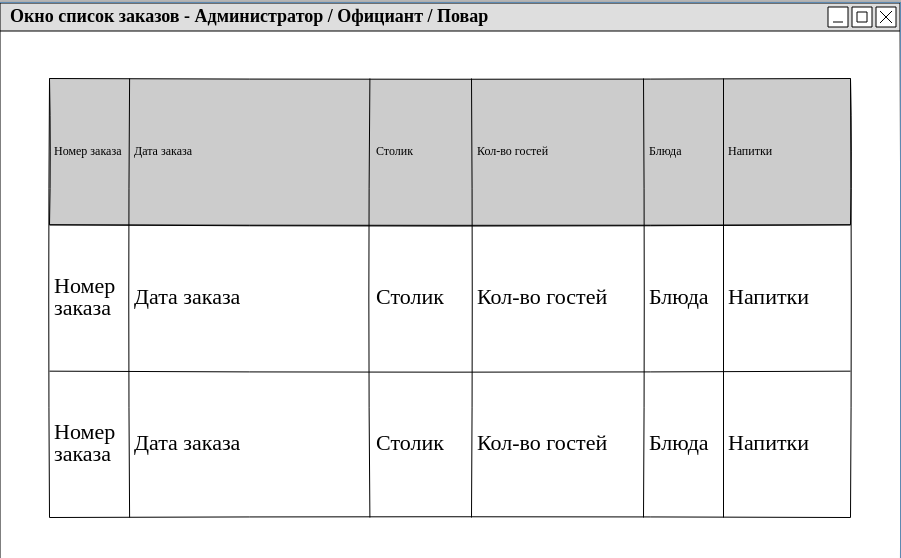 Окно список заказов - Администратор / Официант / Повар
Номер заказа Дата заказа Столик Кол-во гостей Блюда Напитки
Номер
заказа Дата заказа Столик Кол-во гостей Блюда Напитки
Номер
заказа Дата заказа Столик Кол-во гостей Блюда Напитки